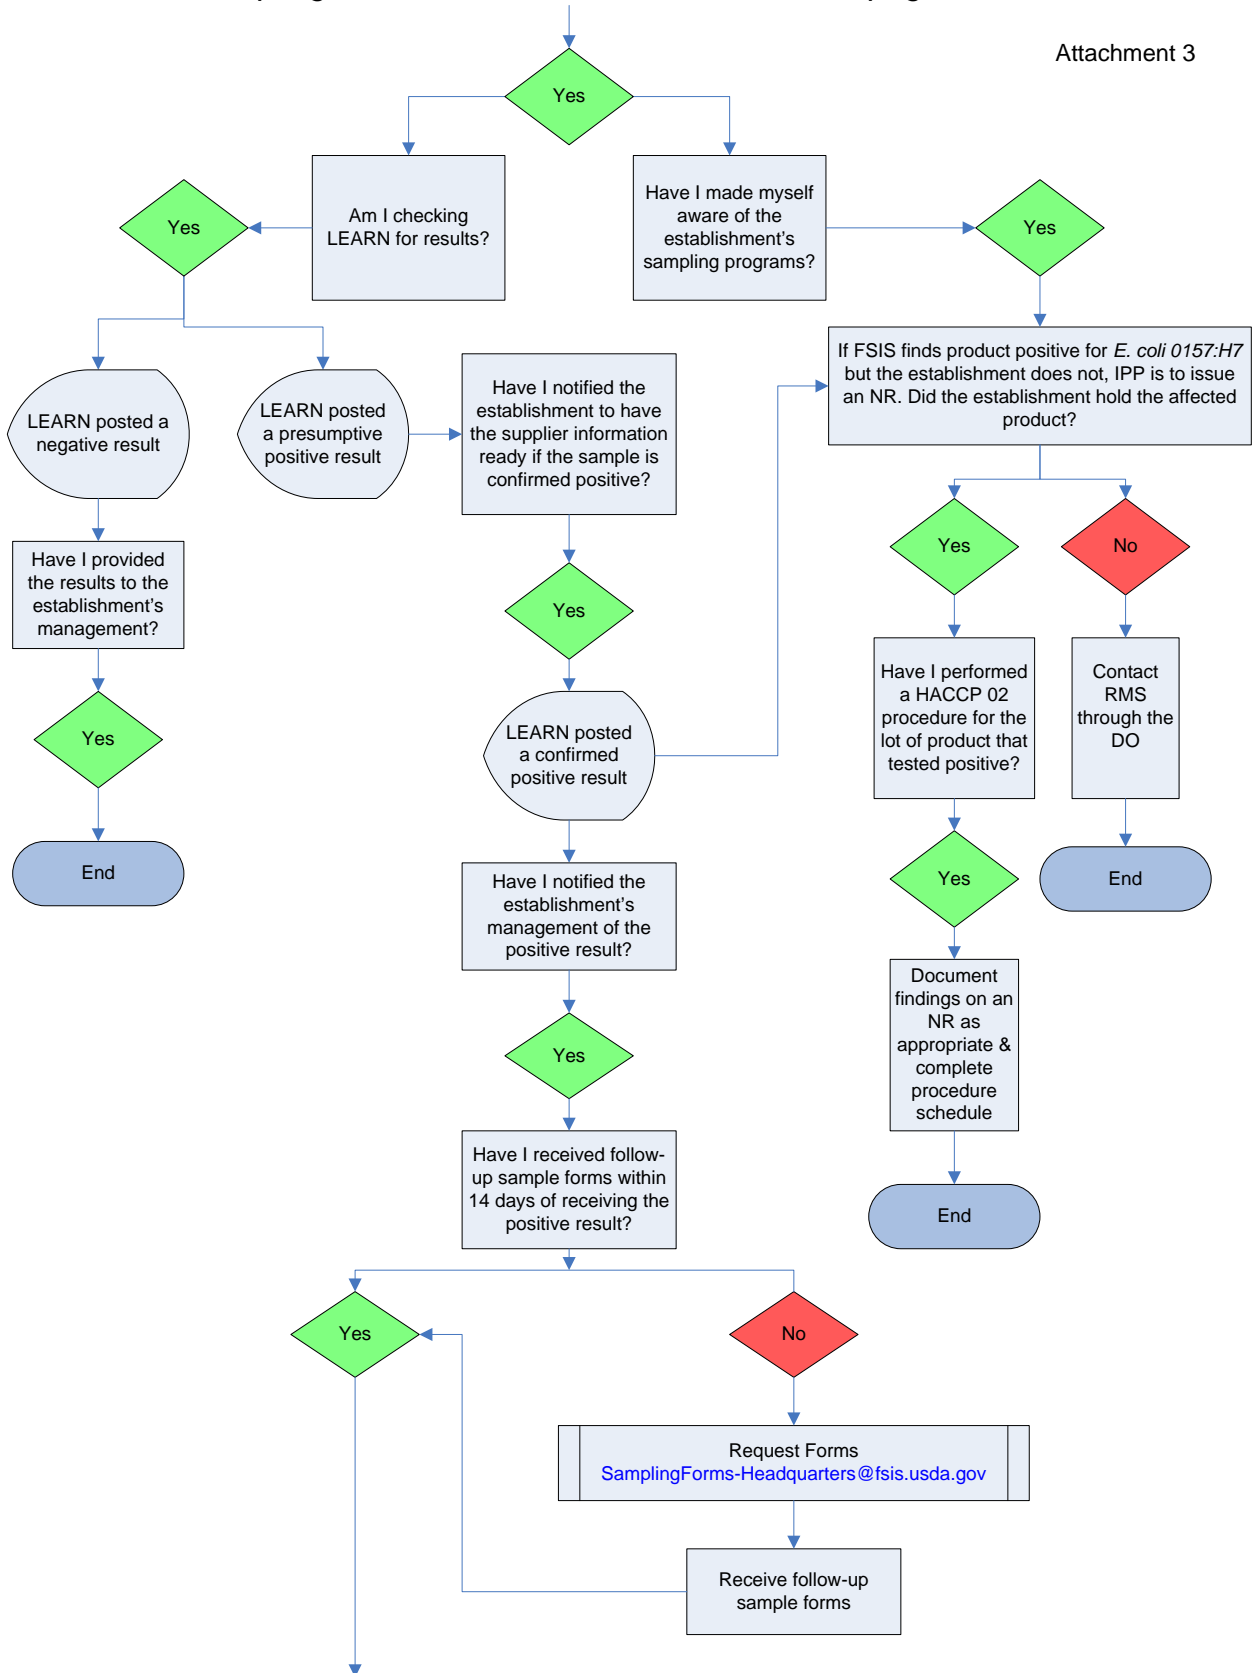 Attachment 3
Yes
Am I checking
LEARN for results?
Have I made myself
aware of the
establishment's
sampling programs?
Yes
Yes
LEARN posted a
negative result
LEARN posted
a presumptive
positive result
Have I notified the
establishment to have
the supplier information
ready if the sample is
confirmed positive?
If FSIS finds product positive for E. coli 0157:H7
but the establishment does not, IPP is to issue
an NR. Did the establishment hold the affected
product?
Have I provided
the results to the
establishment's
management?
Yes
Yes
No
Yes
LEARN posted
a confirmed
positive result
Have I performed
a HACCP 02
procedure for the
lot of product that
tested positive?
Contact
RMS
through the
DO
End
Have I notified the
establishment's
management of the
positive result?
Yes
End
Yes
Document
findings on an
NR as
appropriate &
complete
procedure
schedule
Have I received follow-
up sample forms within
14 days of receiving the
positive result?
End
Yes
No
Request Forms
SamplingForms-Headquarters@fsis.usda.gov
Receive follow-up
sample forms